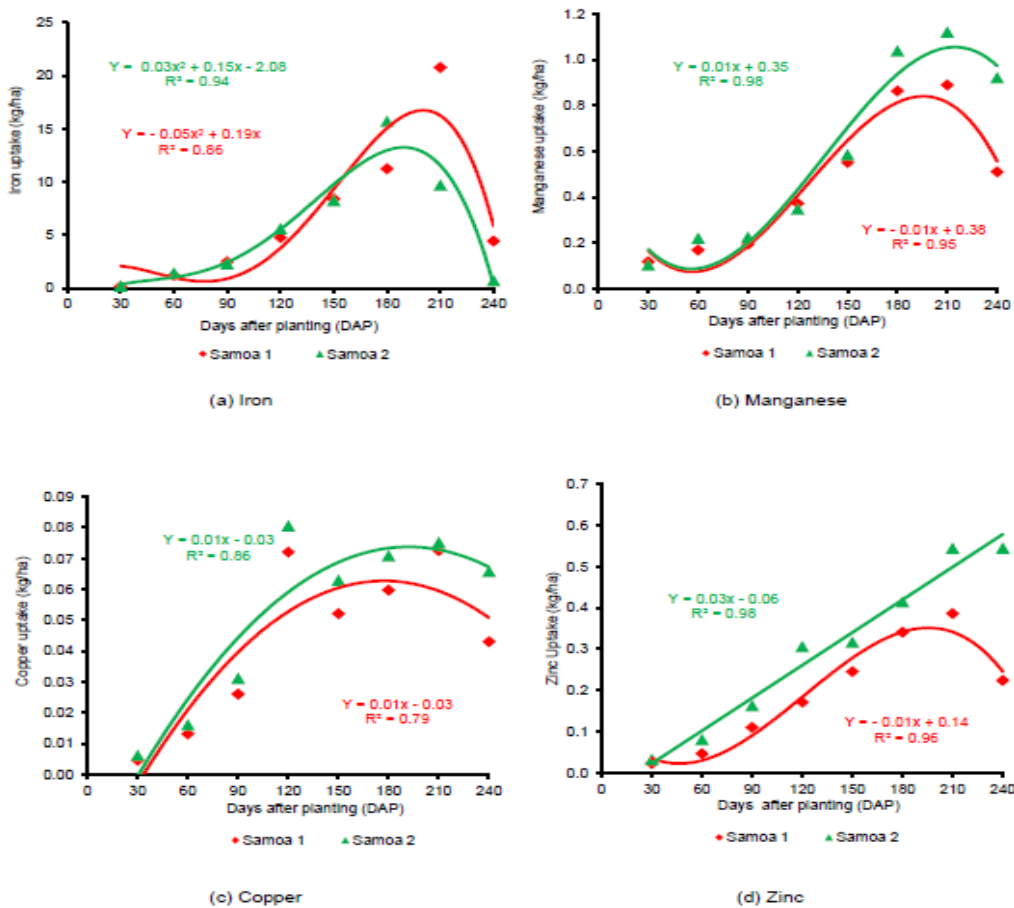 25
20
15
10
5
0
Iron uptake (kg/ha)
Y = 0.03x² + 0.15x - 2.08
R² = 0.94
Y = - 0.05x² + 0.19x
R² = 0.86
0 30 60 90 120 150 180 210 240
Days after planting (DAP)
Samoa 1 Samoa 2
(a) Iron
1.2
1.0
0.8
0.6
0.4
0.2
0.0
Manganese uptake (kg/ha)
Y = 0.01x + 0.35
R² = 0.98
Y = - 0.01x + 0.38
R² = 0.95
0 30 60 90 120 150 180 210 240
Days after planting (DAP)
Samoa 1 Samoa 2
(b) Manganese
0.09
0.08
0.07
0.06
0.05
0.04
0.03
0.02
0.01
0.00
Copper uptake (kg/ha)
Y = 0.01x - 0.03
R² = 0.86
Y = 0.01x - 0.03
R² = 0.79
0 30 60 90 120 150 180 210 240
Days after planting (DAP)
Samoa 1 Samoa 2
(c) Copper
0.7
0.6
0.5
0.4
0.3
0.2
0.1
0.0
Zinc Uptake (kg/ha)
Y = 0.03x - 0.06
R² = 0.98
Y = - 0.01x + 0.14
R² = 0.96
0 30 60 90 120 150 180 210 240
Days after planting (DAP)
Samoa 1 Samoa 2
(d) Zinc